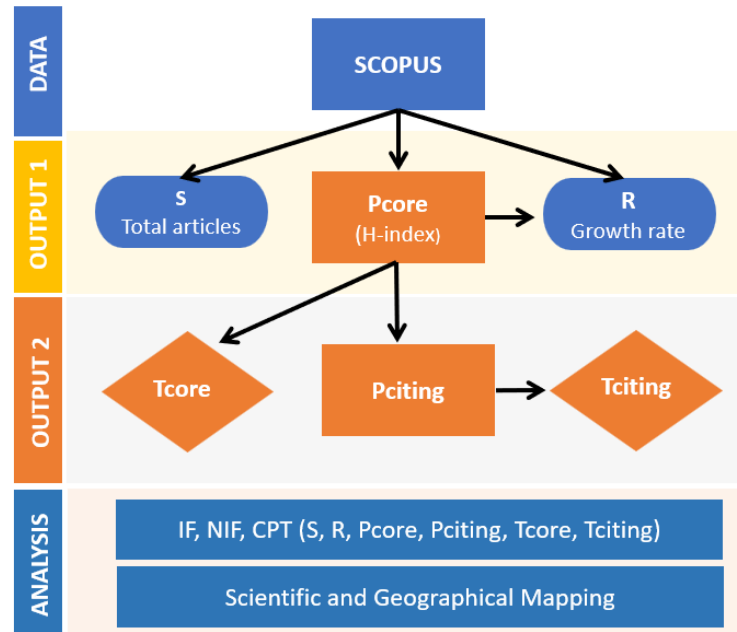 DATA
SCOPUS
OUTPUT 1
S
Total articles
Pcore
(H-index)
R
Growth rate
OUTPUT 2
Tcore
Pciting
Tciting
ANALYSIS
IF, NIF, CPT (S, R, Pcore, Pciting, Tcore, Tciting)
Scientific and Geographical Mapping